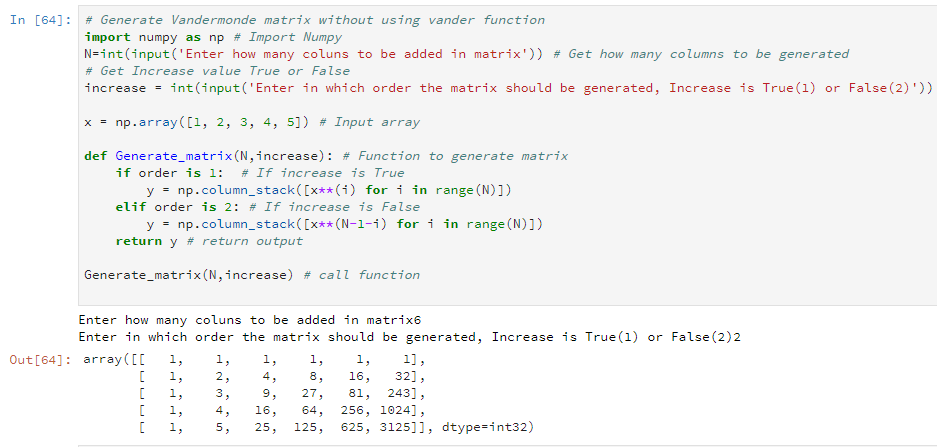 In [64]: # Generate Vandermonde matrix without using vander function
import numpy as np # Import Numpy
N=int(input('Enter how many coluns to be added in matrix')) # Get how many columns to be generated
# Get Increase value True or False
increase = int(input('Enter in which order the matrix should be generated, Increase is True(1) or False(2)'))
x = np.array([1, 2, 3, 4, 5]) # Input array
def Generate_matrix(N,increase): # Function to generate matrix
    if order is 1:  # If increase is True
        y = np.column_stack([x**(i) for i in range(N)])
    elif order is 2: # If increase is False
        y = np.column_stack([x**(N-1-i) for i in range(N)])
    return y # return output
Generate_matrix(N,increase) # call function
Enter how many coluns to be added in matrix6
Enter in which order the matrix should be generated, Increase is True(1) or False(2)2
Out[64]: array([[   1,    1,    1,    1,    1,    1],
       [   1,    2,    4,    8,   16,   32],
       [   1,    3,    9,   27,   81,  243],
       [   1,    4,   16,   64,  256, 1024],
       [   1,    5,   25,  125,  625, 3125]], dtype=int32)